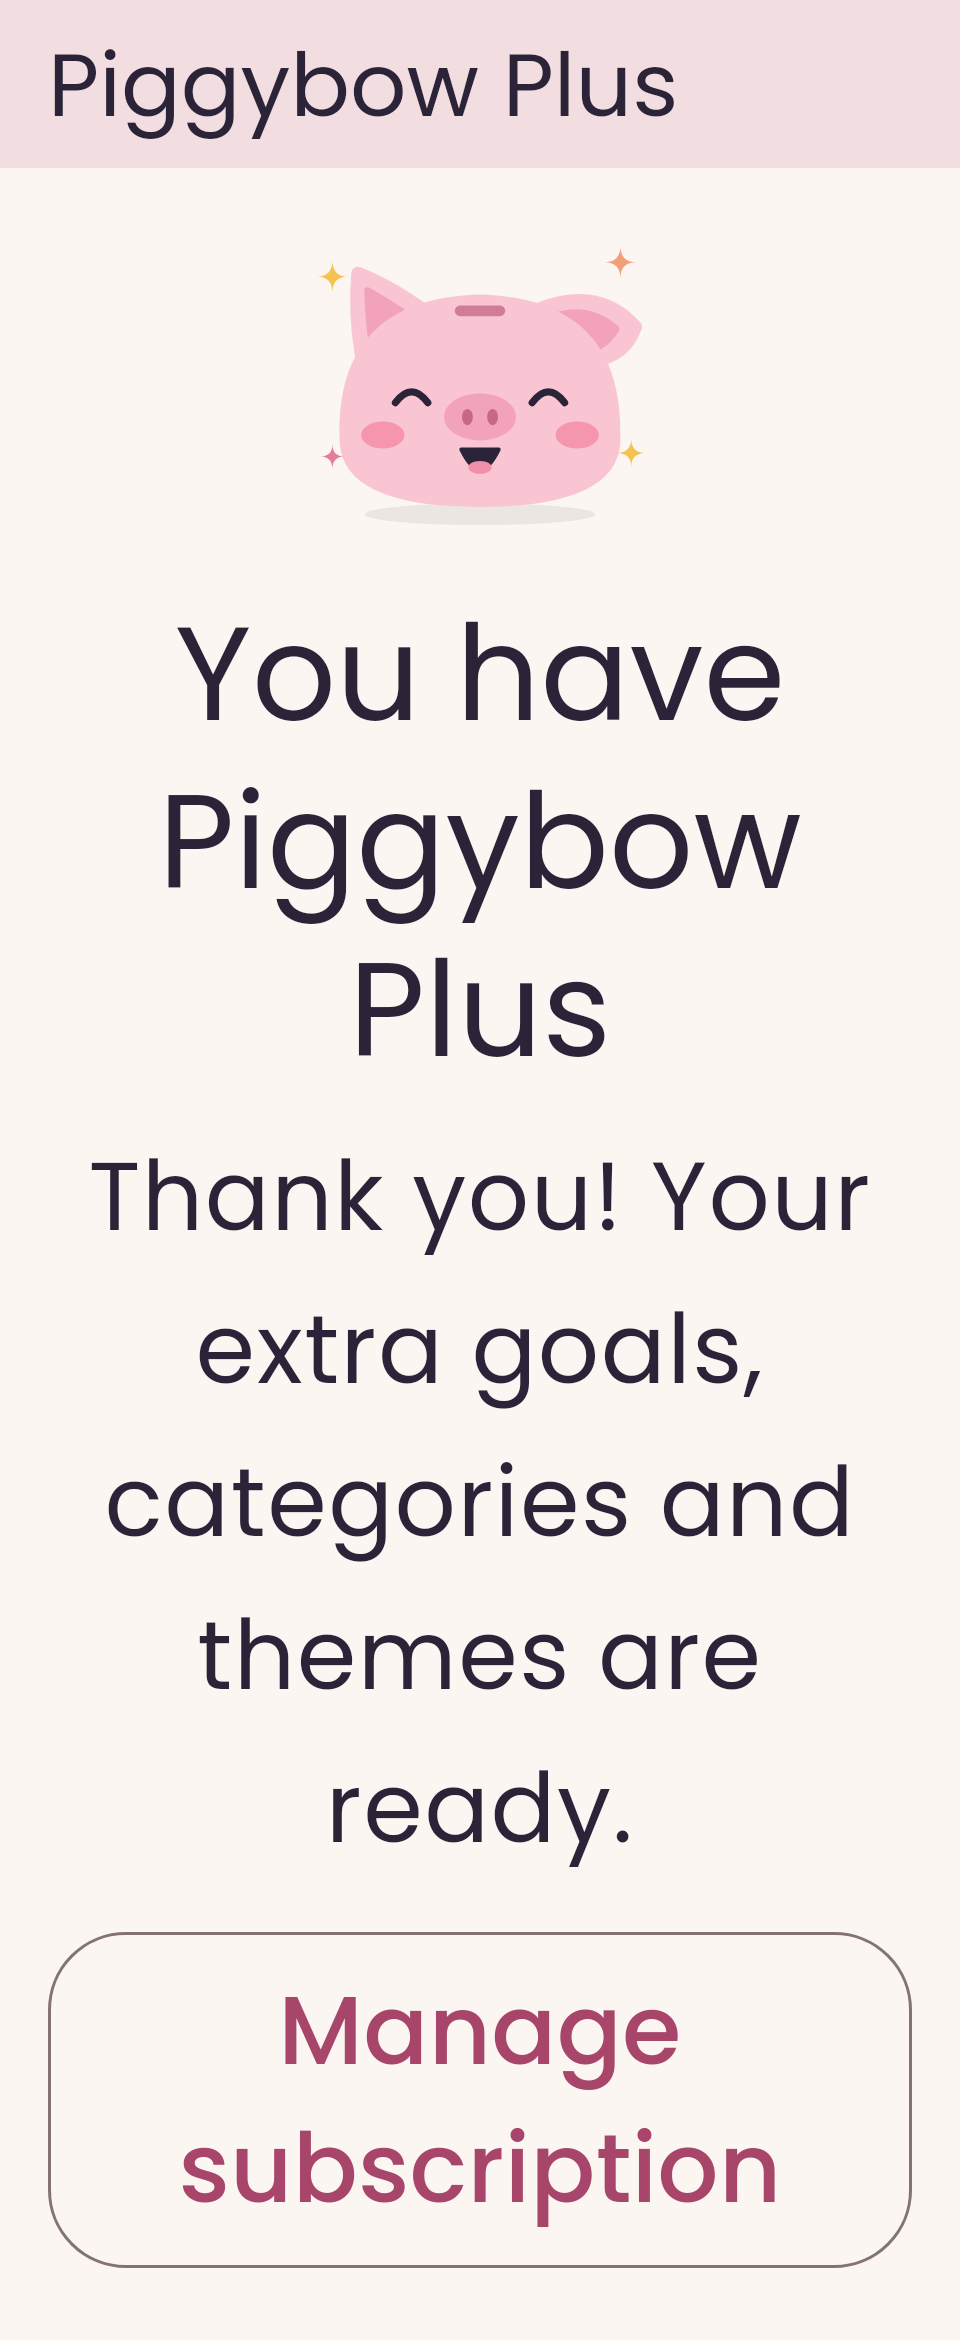 Piggybow Plus
You have
Piggybow
Plus
Thank you! Your
extra goals,
categories and
themes are
ready.
Manage
subscription